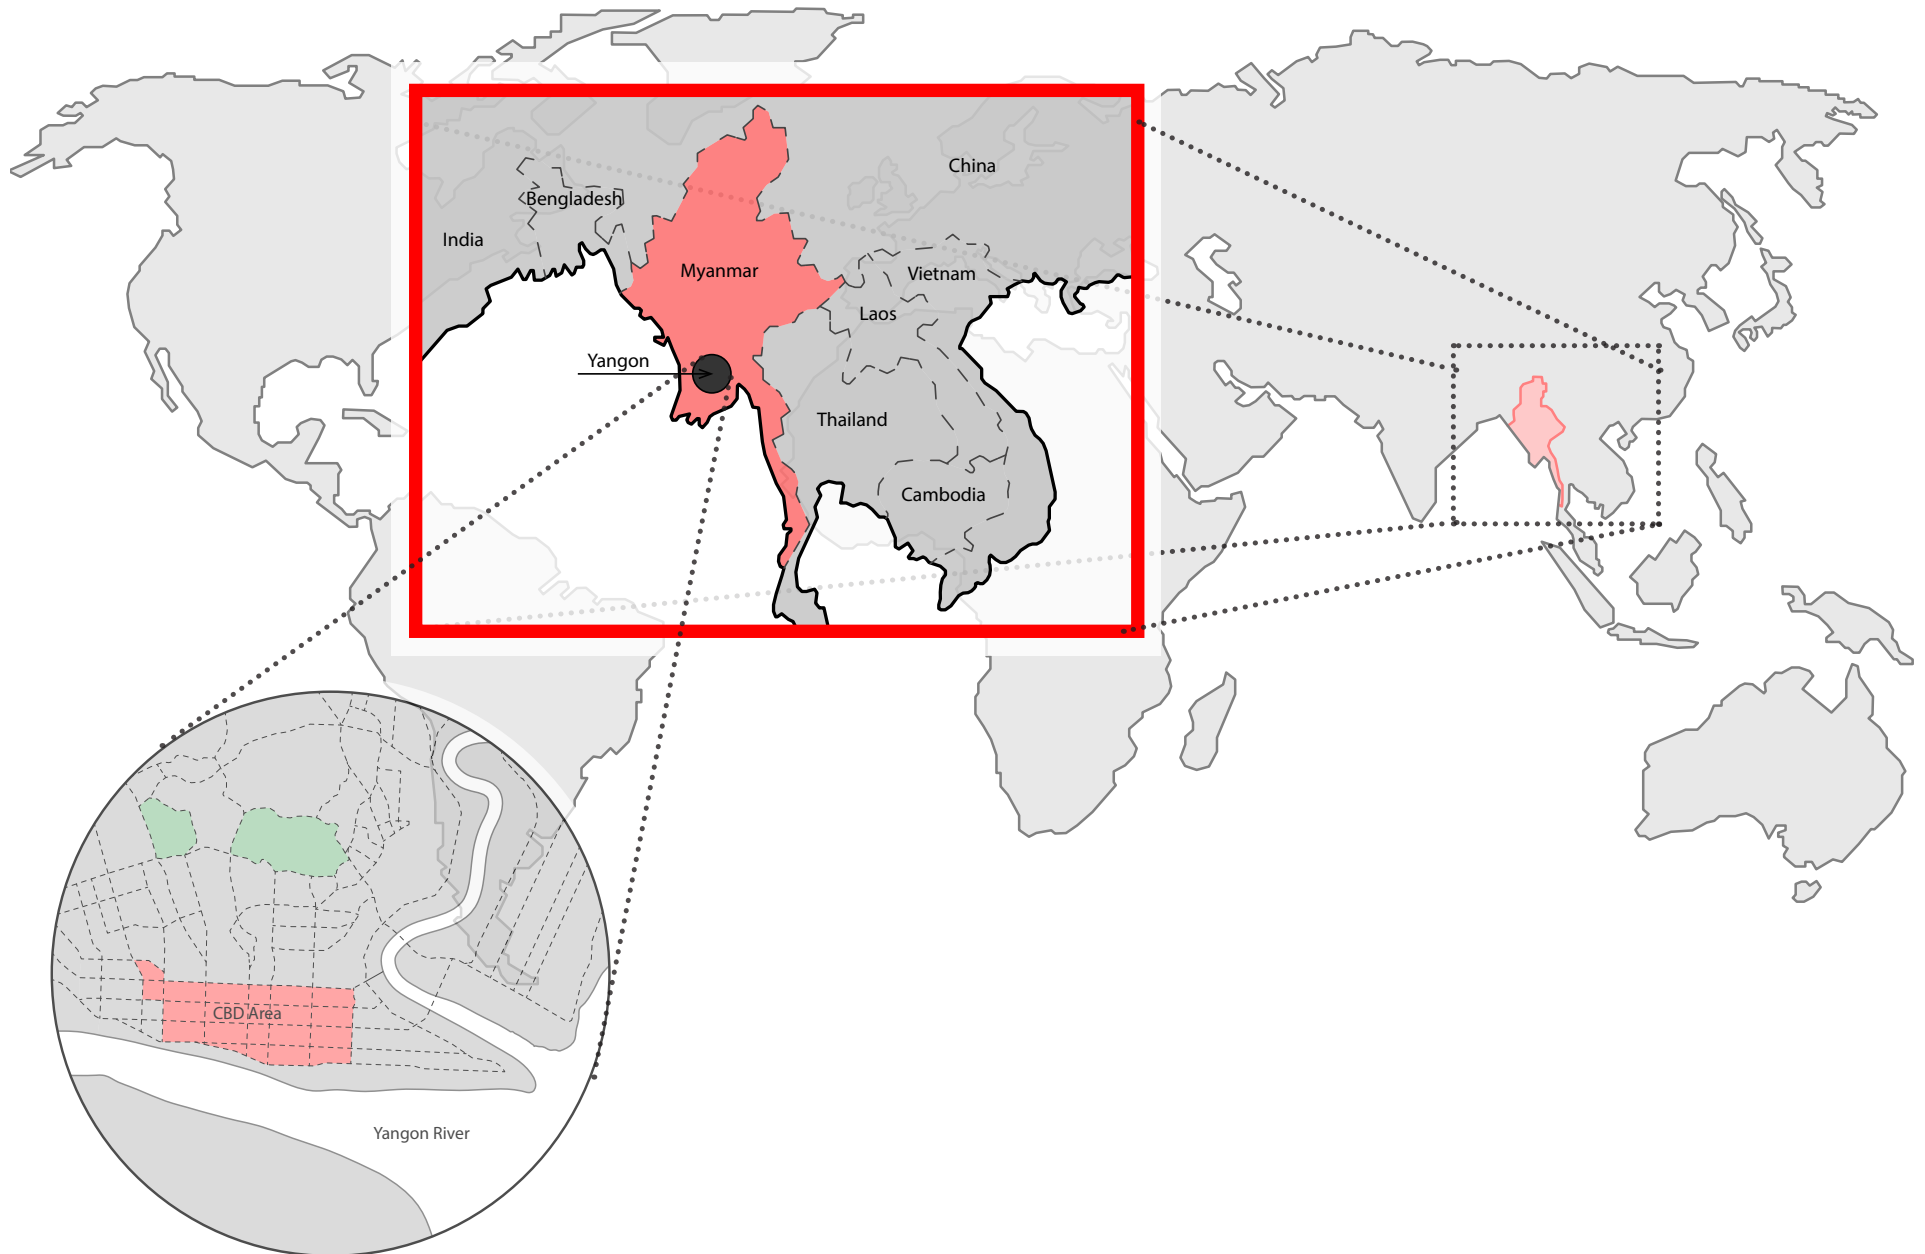 China
Bengladesh
India
Myanmar
Vietnam
Laos
Yangon
Thailand
Cambodia
CBD Area
Yangon River